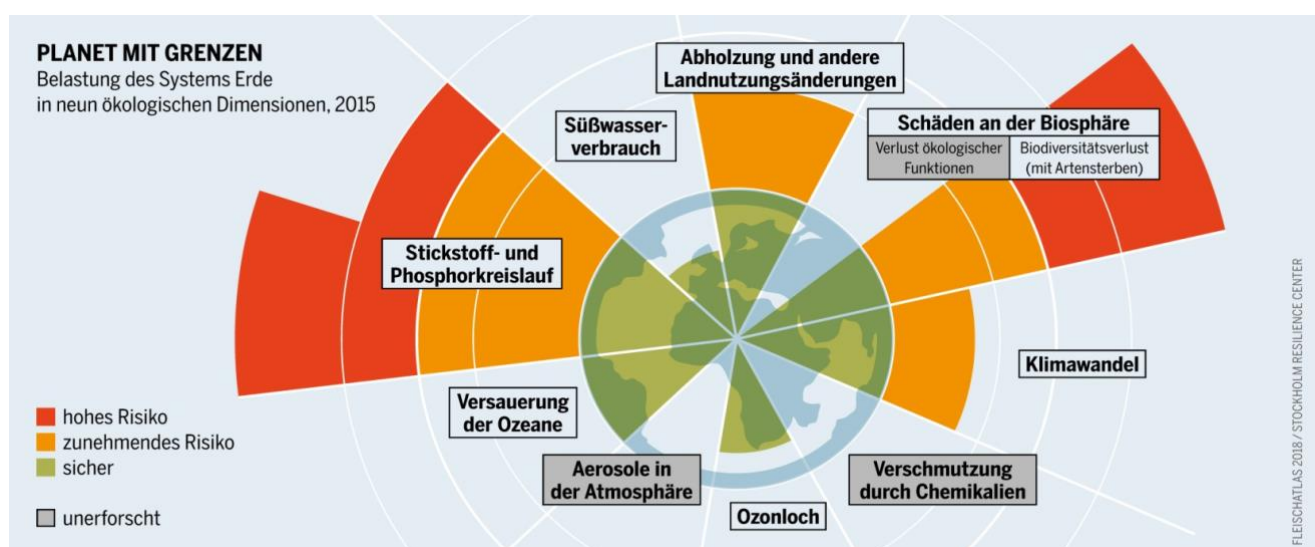 PLANET MIT GRENZEN
Belastung des Systems Erde
in neun ökologischen Dimensionen, 2015
Abholzung und andere
Landnutzungsänderungen
Süßwasser-
verbrauch
Schäden an der Biosphäre
Verlust ökologischer
Funktionen
Biodiversitätsverlust
(mit Artensterben)
Stickstoff- und
Phosphorkreislauf
Klimawandel
Versauerung
der Ozeane
Aerosole in
der Atmosphäre
Verschmutzung
durch Chemikalien
Ozonloch
hohes Risiko
zunehmendes Risiko
sicher
unerforscht
FLEISCHATLAS 2018 / STOCKHOLM RESILIENCE CENTER